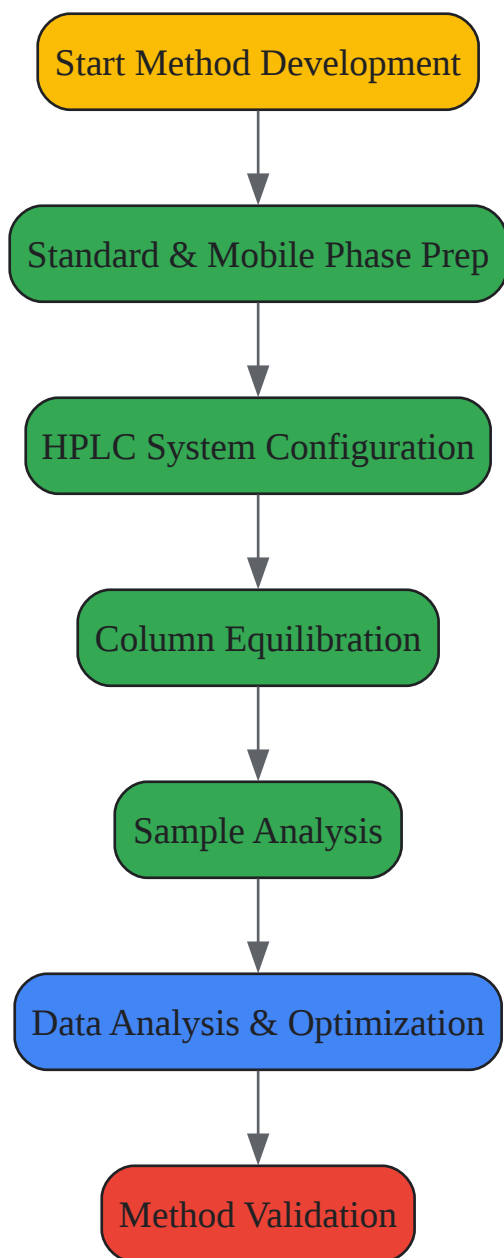 Start Method Development
Standard & Mobile Phase Prep
HPLC System Configuration
Column Equilibration
Sample Analysis
Data Analysis & Optimization
Method Validation